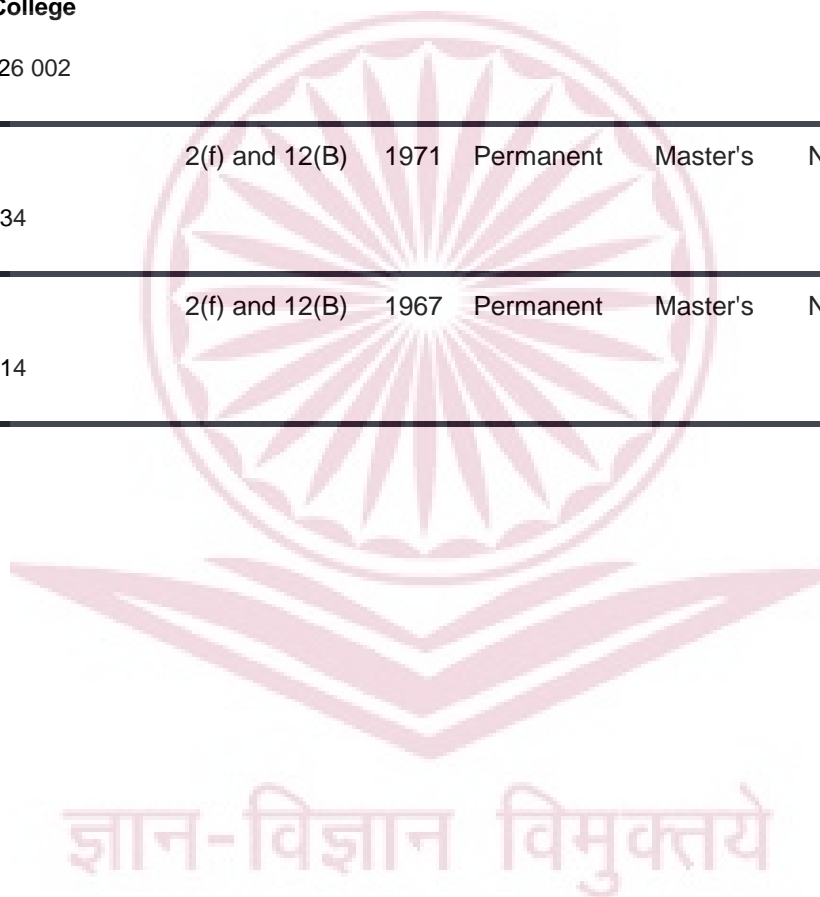 College
26 002
2(f) and 12(B) 1971 Permanent Master's N
34
2(f) and 12(B) 1967 Permanent Master's N
14
ज्ञान-विज्ञान विमुक्तये